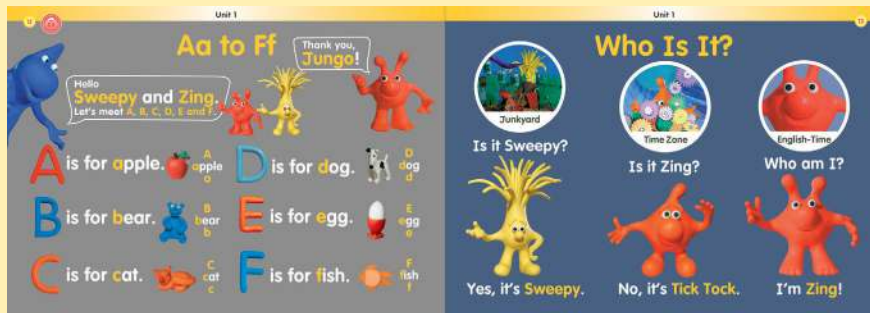 Unit 1
12
Aa to Ff
Hello
Sweepy and Zing.
Let's meet A, B, C, D, E and F.
Thank you,
Jungo!
A is for apple.
A
apple
a
D is for dog.
D
dog
d
B is for bear.
B
bear
b
E is for egg.
E
egg
e
C is for cat.
C
cat
c
F is for fish.
F
fish
f
Unit 1
13
Who Is It?
Junkyard
Is it Sweepy?
Yes, it's Sweepy.
Time Zone
Is it Zing?
No, it's Tick Tock.
English-Time
Who am I?
I'm Zing!